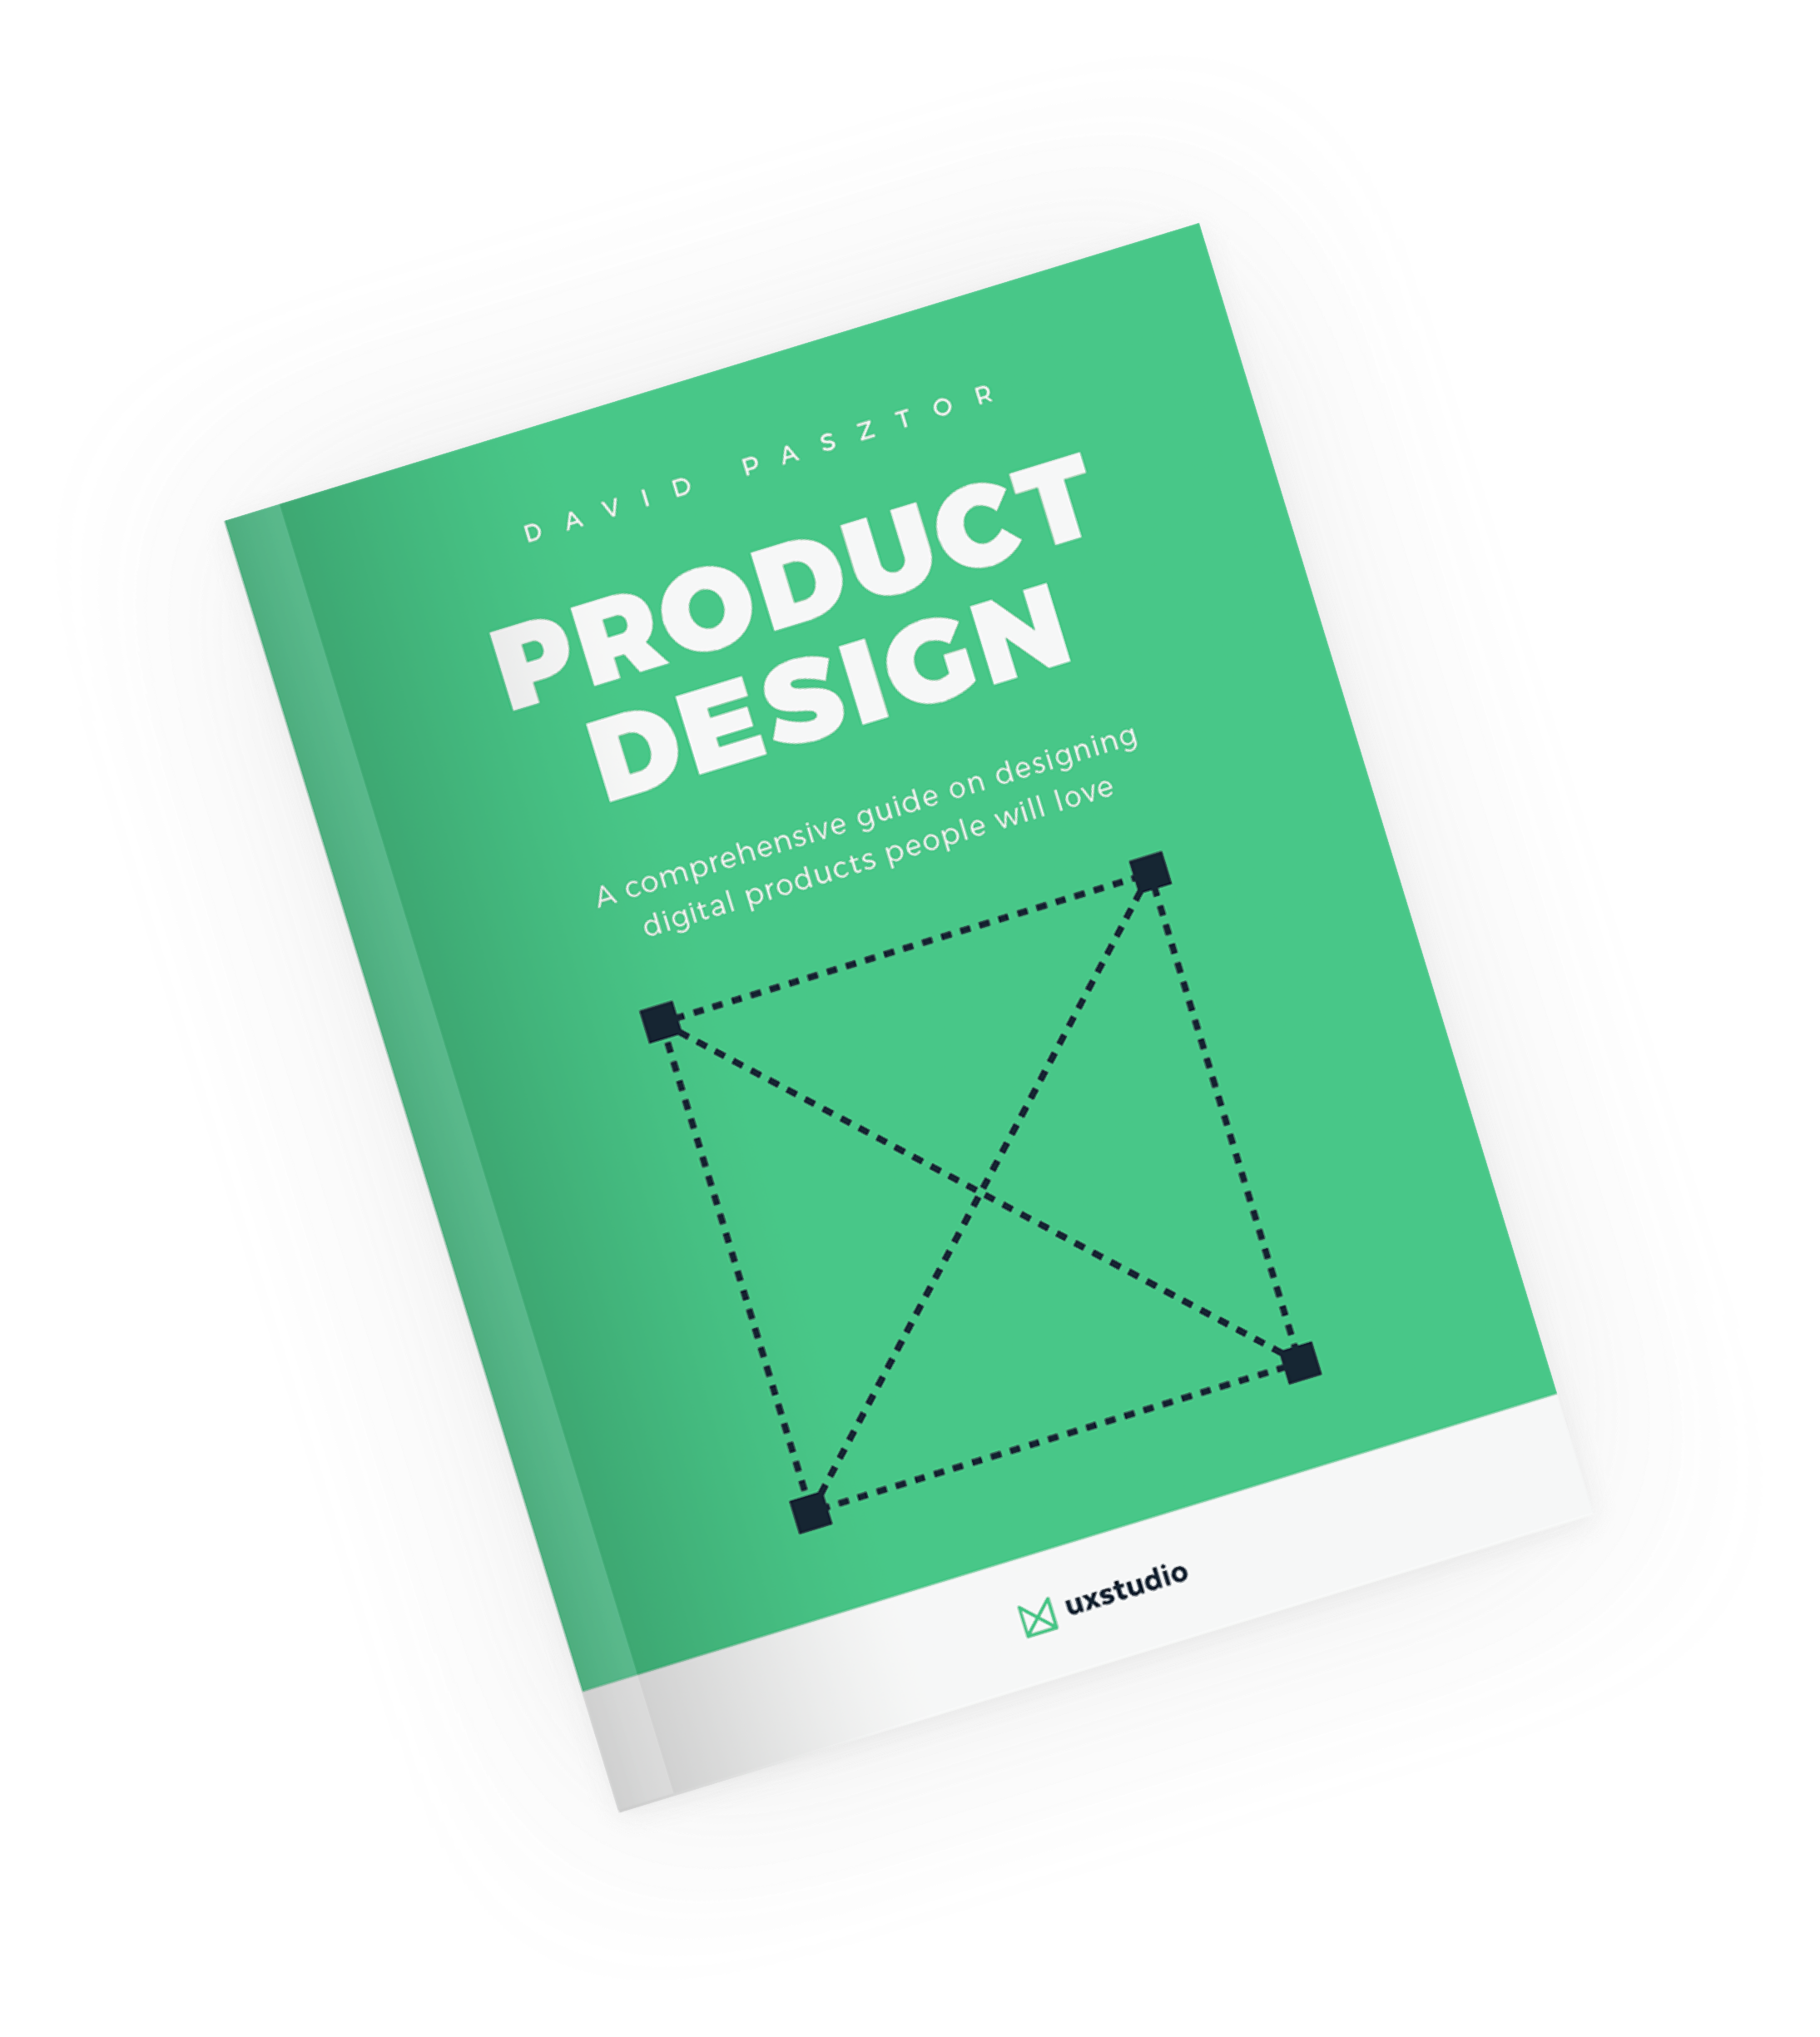 DAVID PASZTOR
PRODUCT
DESIGN
A comprehensive guide on designing
digital products people will love
uxstudio